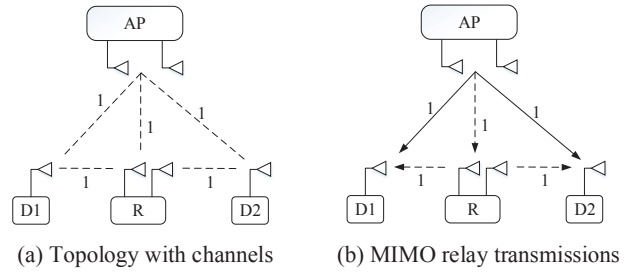 AP
AP
1
1
1
1
1
1
1
1
1
1
D1
R
D2
D1
R
D2
(a) Topology with channels
(b) MIMO relay transmissions